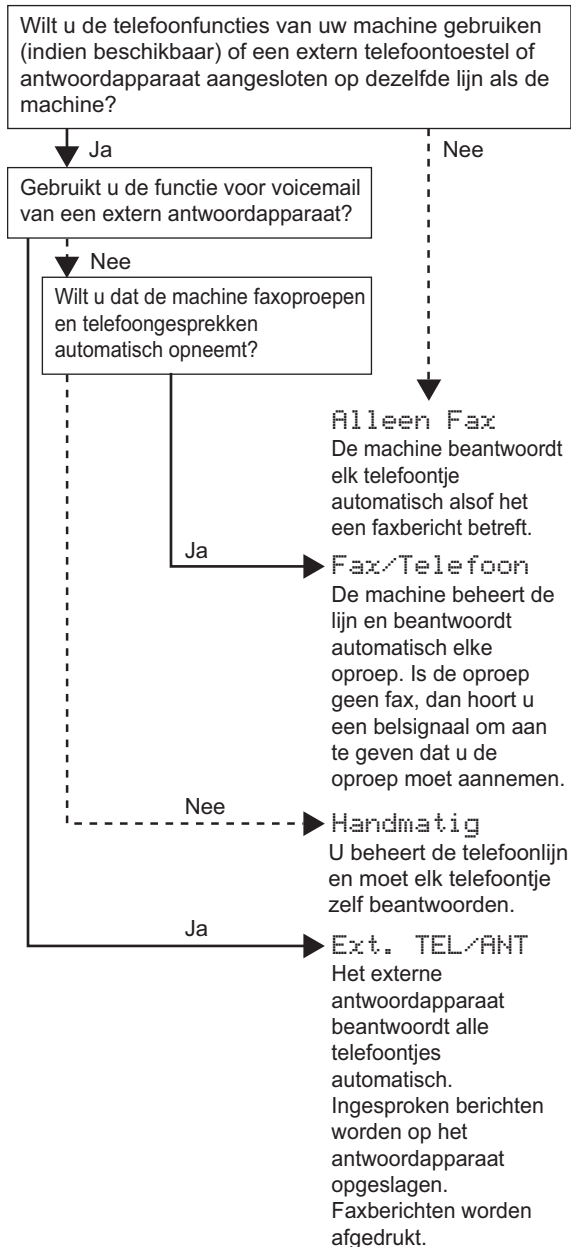 Wilt u de telefoonfuncties van uw machine gebruiken
(indien beschikbaar) of een extern telefoontoestel of
antwoordapparaat aangesloten op dezelfde lijn als de
machine?
Ja
Nee
Gebruikt u de functie voor voicemail
van een extern antwoordapparaat?
Nee
Wilt u dat de machine faxoproepen
en telefoongesprekken
automatisch opneemt?
Alleen Fax
De machine beantwoordt
elk telefoontje
automatisch alsof het
een faxbericht betreft.
Ja
Fax/Telefoon
De machine beheert de
lijn en beantwoordt
automatisch elke
oproep. Is de oproep
geen fax, dan hoort u
een belsignaal om aan
te geven dat u de
oproep moet aannemen.
Nee
Handmatig
U beheert de telefoonlijn
en moet elk telefoontje
zelf beantwoorden.
Ja
Ext. TEL/ANT
Het externe
antwoordapparaat
beantwoordt alle
telefoontjes
automatisch.
Ingesproken berichten
worden op het
antwoordapparaat
opgeslagen.
Faxberichten worden
afgedrukt.